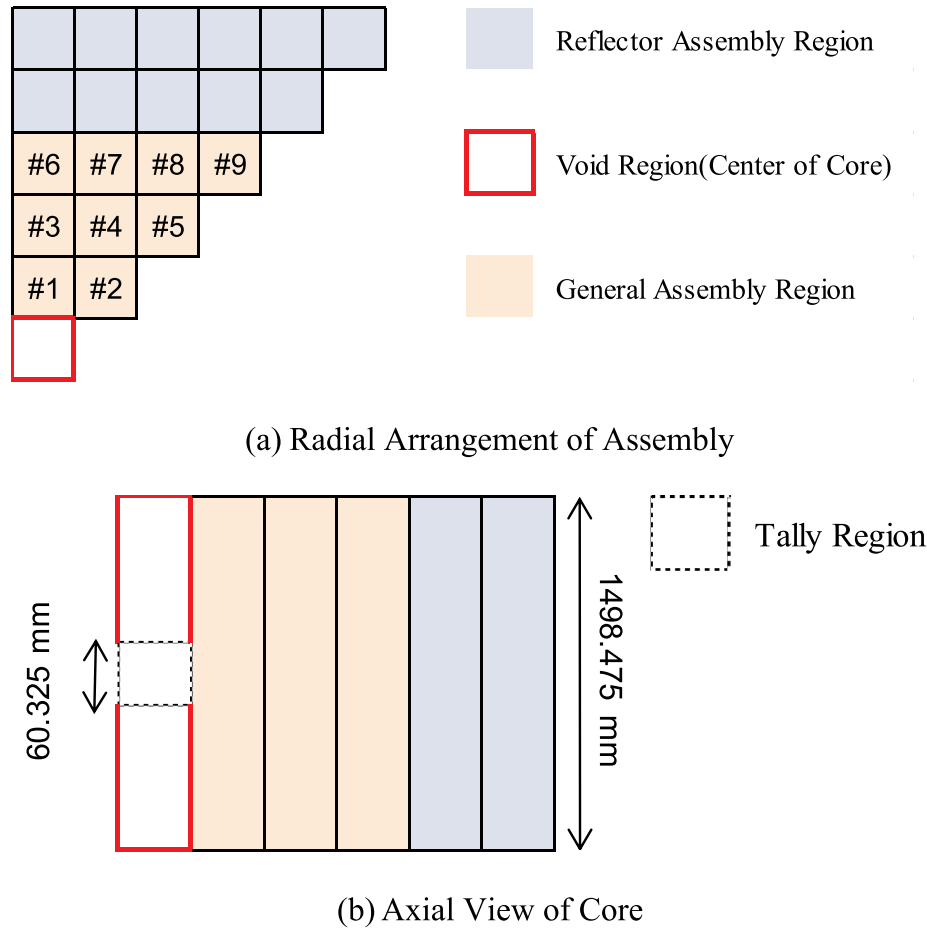 Reflector Assembly Region
#6 #7 #8 #9
Void Region(Center of Core)
#3 #4 #5
#1 #2
General Assembly Region
(a) Radial Arrangement of Assembly
Tally Region
60.325 mm
1498.475 mm
(b) Axial View of Core